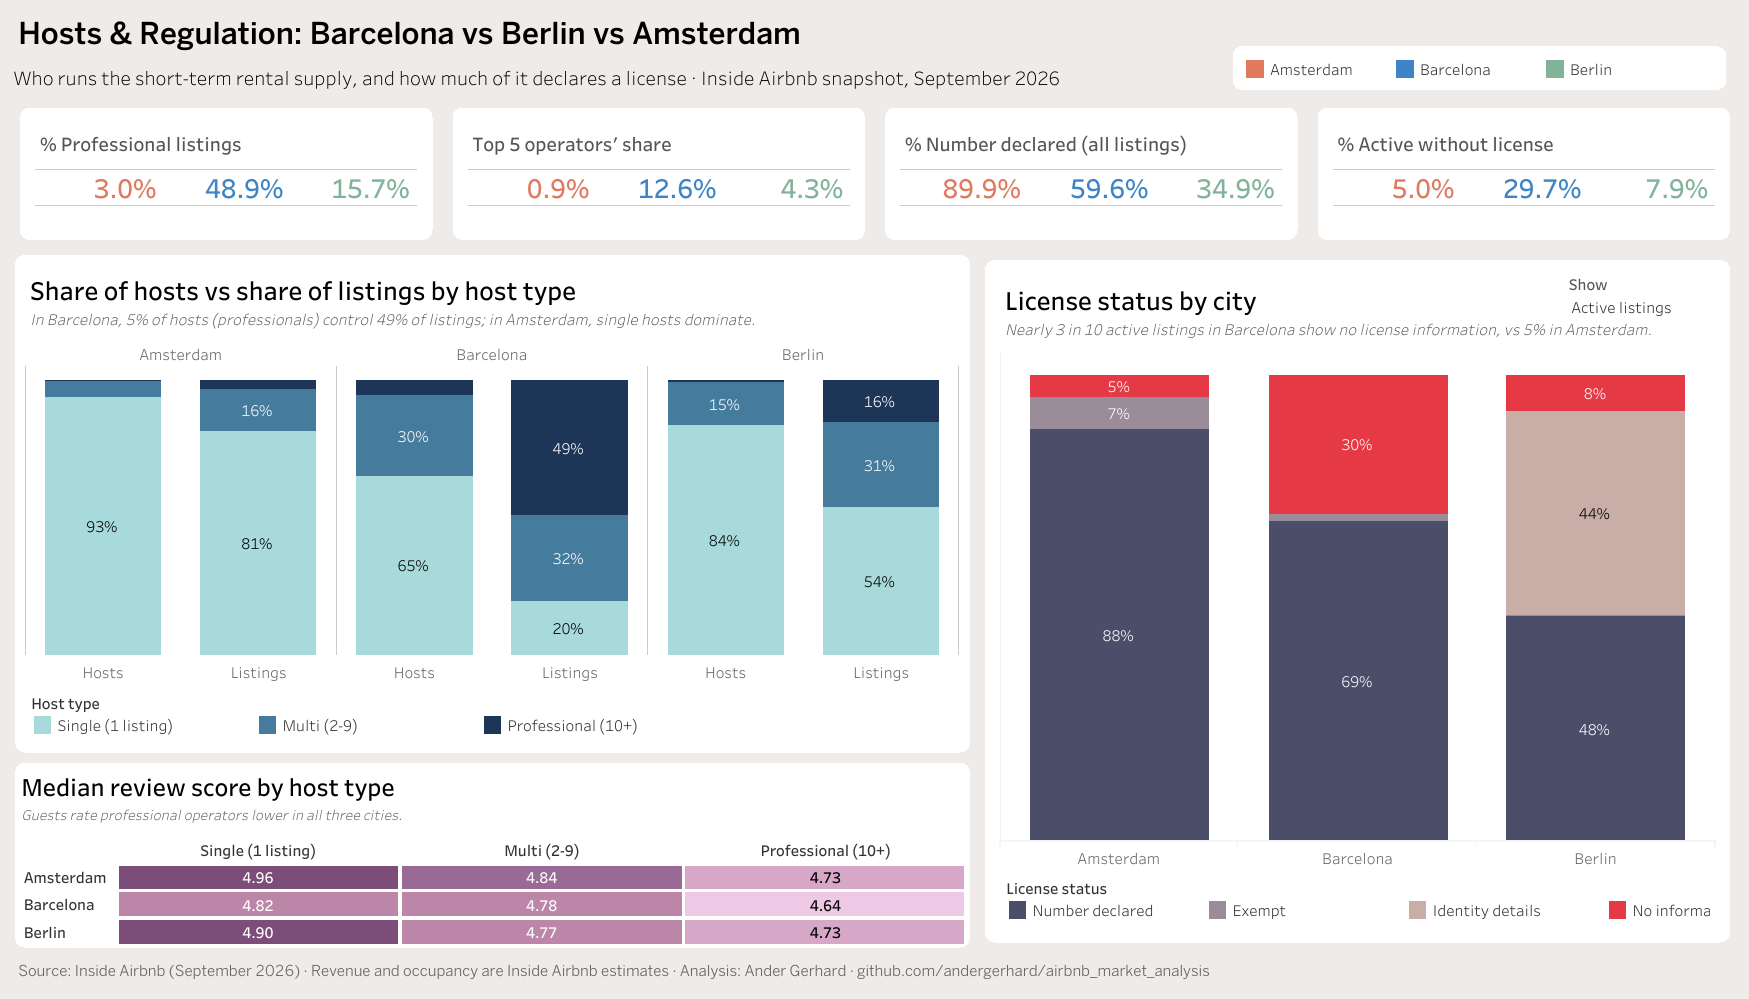 Hosts & Regulation: Barcelona vs Berlin vs Amsterdam
Who runs the short-term rental supply, and how much of it declares a license · Inside Airbnb snapshot, September 2026
Amsterdam Barcelona Berlin
% Professional listings
3.0% 48.9% 15.7%
Top 5 operators’ share
0.9% 12.6% 4.3%
% Number declared (all listings)
89.9% 59.6% 34.9%
% Active without license
5.0% 29.7% 7.9%
Share of hosts vs share of listings by host type
In Barcelona, 5% of hosts (professionals) control 49% of listings; in Amsterdam, single hosts dominate.
Amsterdam Barcelona Berlin
93%
16%
81%
30%
65%
49%
32%
20%
15%
84%
16%
31%
54%
Hosts Listings Hosts Listings Hosts Listings
Host type
Single (1 listing) Multi (2-9) Professional (10+)
Median review score by host type
Guests rate professional operators lower in all three cities.
Single (1 listing) Multi (2-9) Professional (10+)
Amsterdam 4.96 4.84 4.73
Barcelona 4.82 4.78 4.64
Berlin 4.90 4.77 4.73
License status by city
Show
Active listings
Nearly 3 in 10 active listings in Barcelona show no license information, vs 5% in Amsterdam.
5%
7%
88%
30%
69%
8%
44%
48%
Amsterdam Barcelona Berlin
License status
Number declared Exempt Identity details No informa
Source: Inside Airbnb (September 2026) · Revenue and occupancy are Inside Airbnb estimates · Analysis: Ander Gerhard · github.com/andergerhard/airbnb_market_analysis